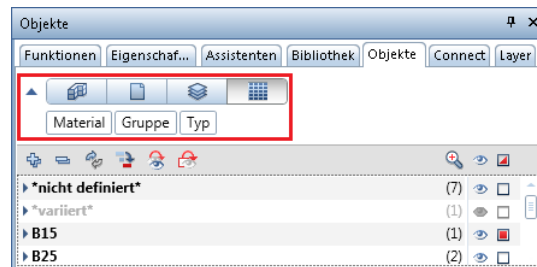 Objekte
Funktionen Eigenschaf... Assistenten Bibliothek Objekte Connect Layer
Material Gruppe Typ
*nicht definiert* (7)
*variiert* (1)
B15 (1)
B25 (2)